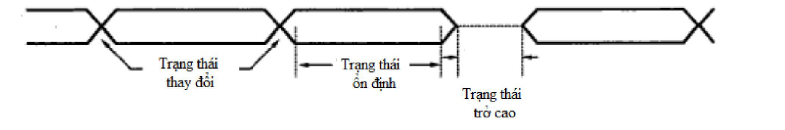 Trạng thái
thay đổi
Trạng thái
ổn định
Trạng thái
trở cao